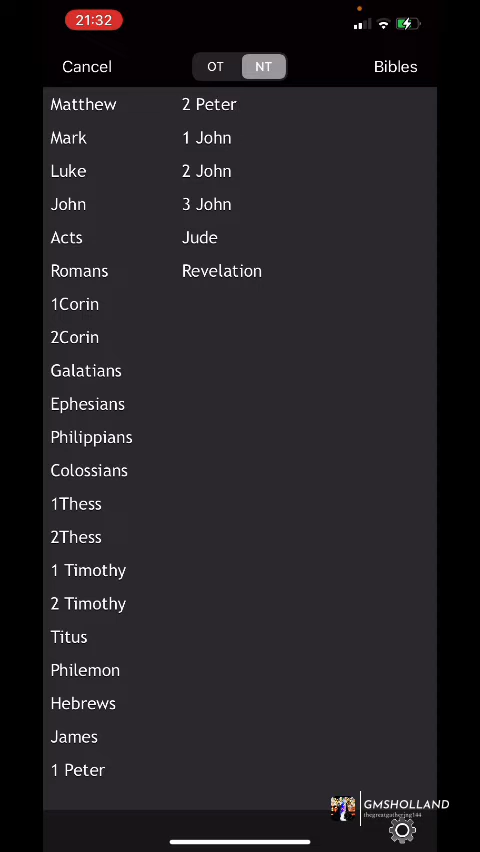 21:32
Cancel
OT
NT
Bibles
Matthew
Mark
Luke
John
Acts
Romans
1Corin
2Corin
Galatians
Ephesians
Philippians
Colossians
1Thess
2Thess
1 Timothy
2 Timothy
Titus
Philemon
Hebrews
James
1 Peter
2 Peter
1 John
2 John
3 John
Jude
Revelation
GMSHOLLAND
thegreatgathering144